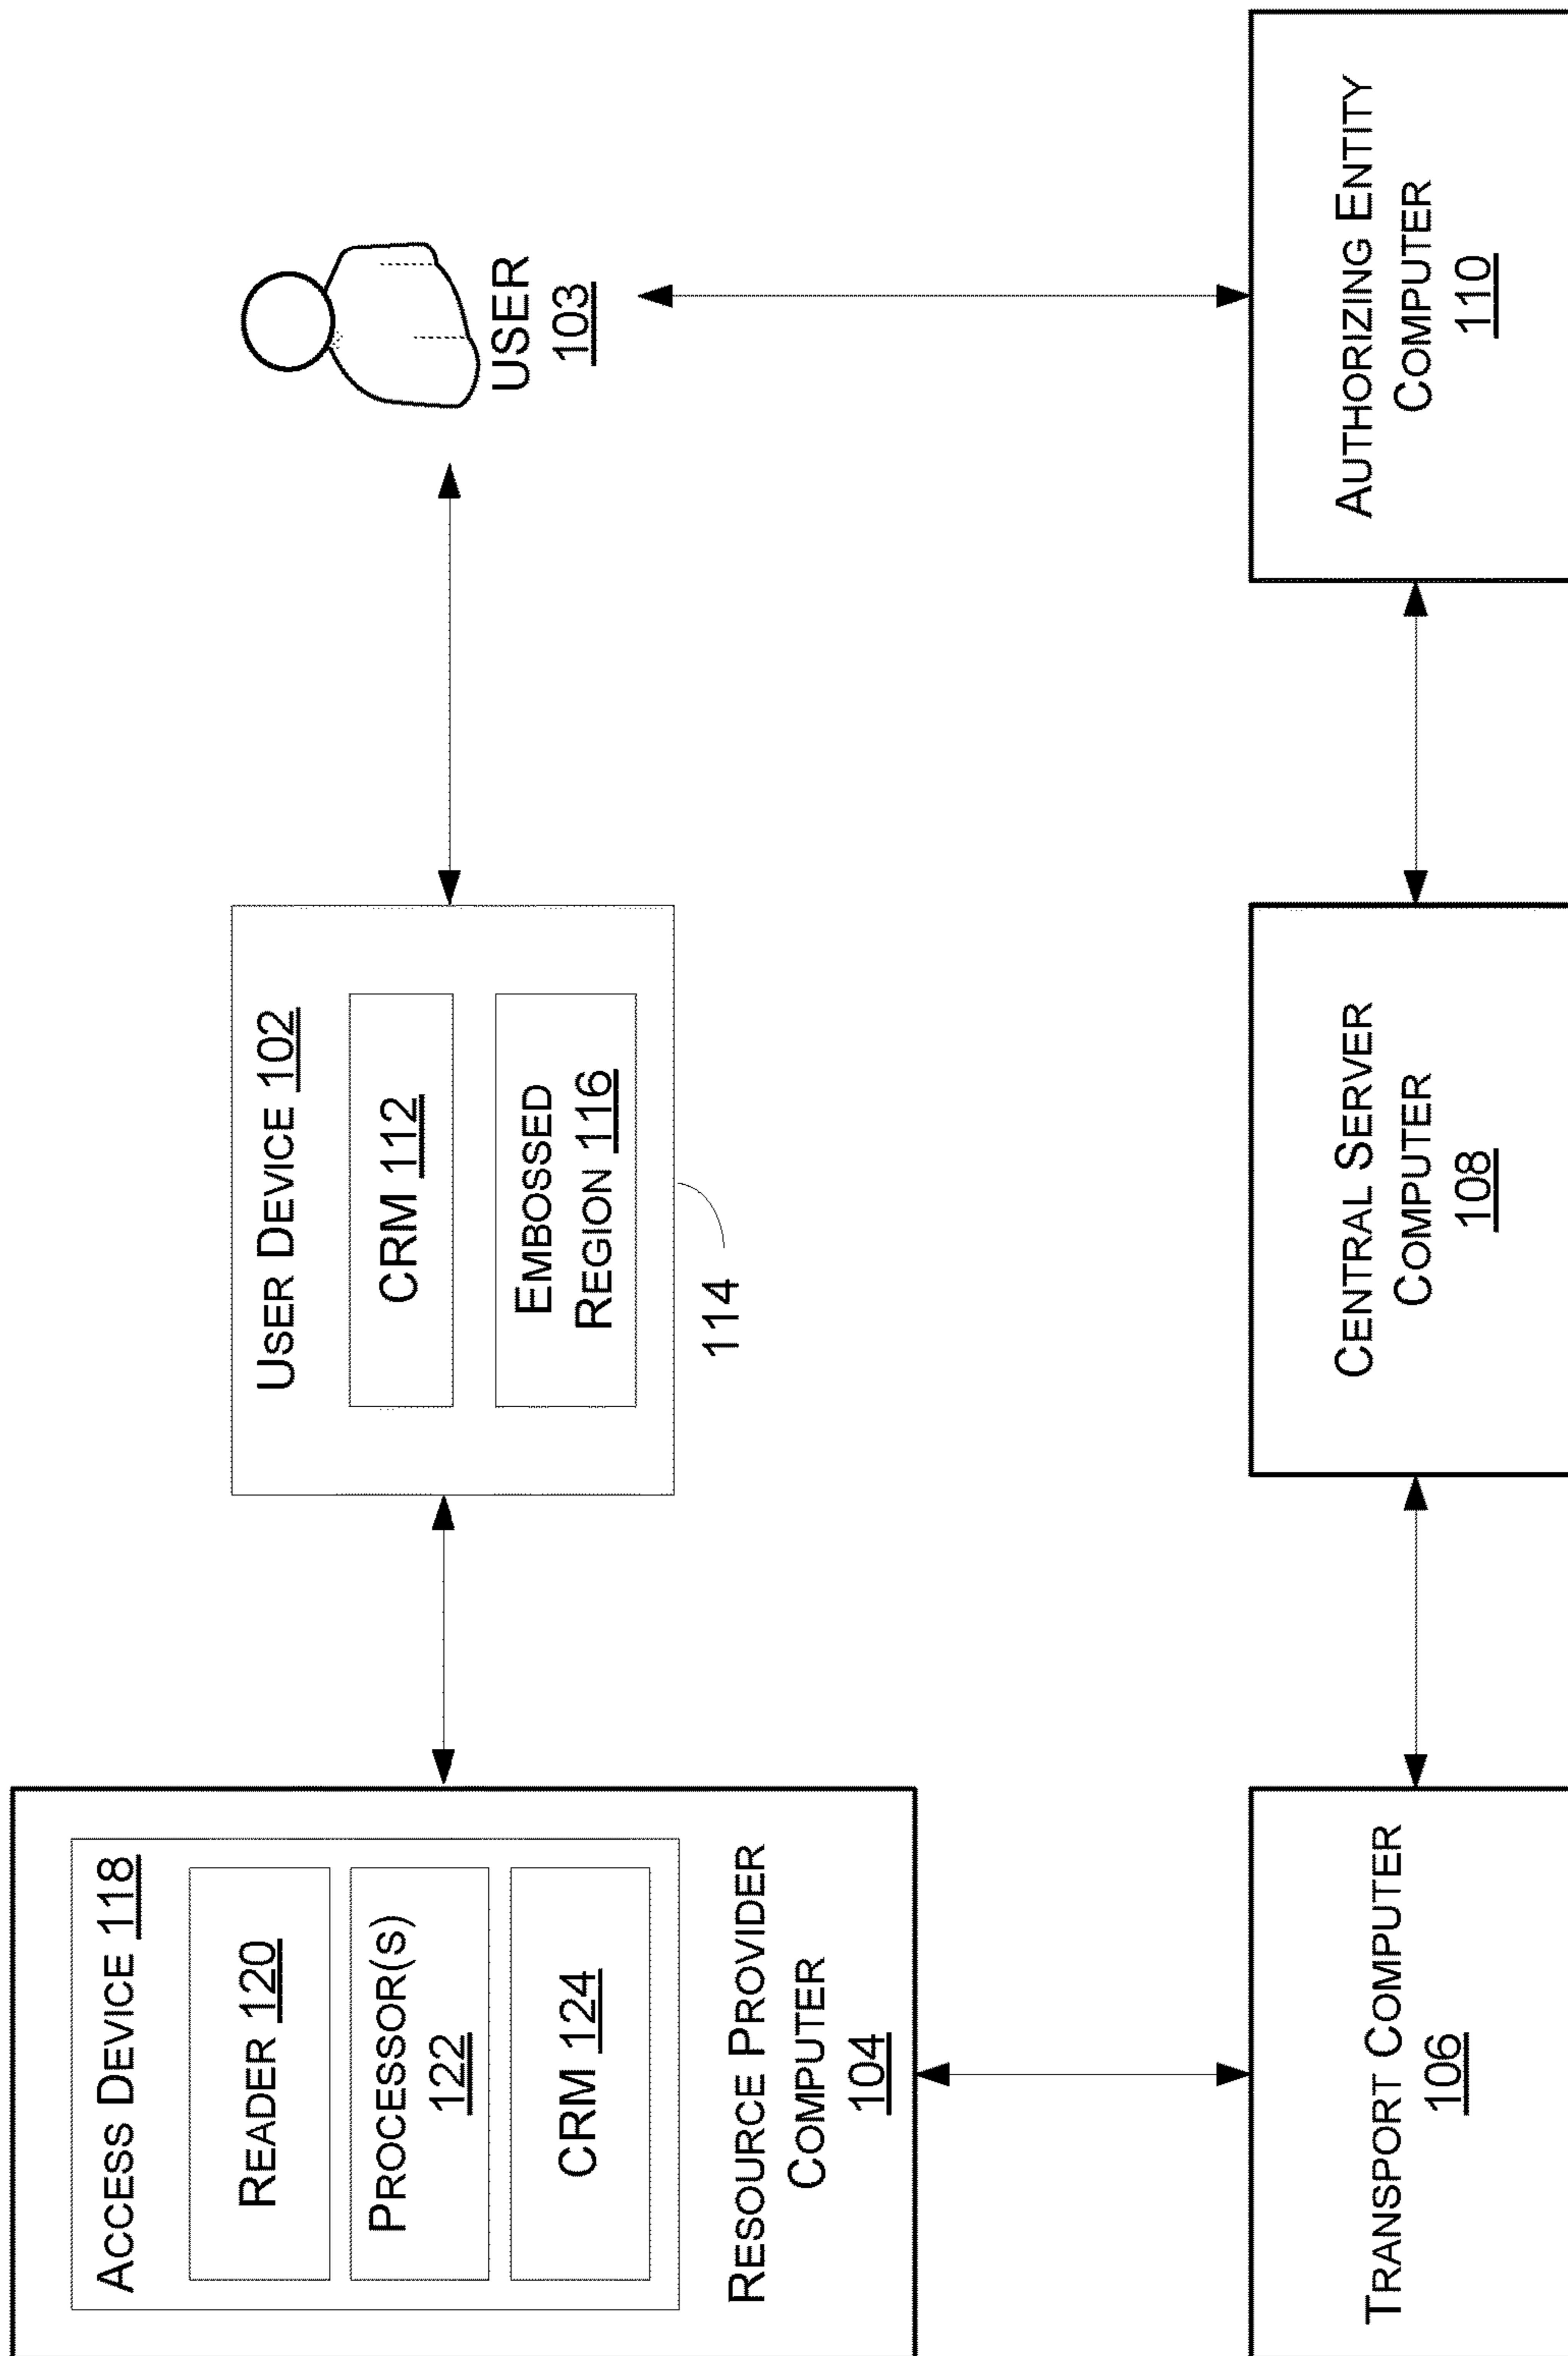 ACCESS DEVICE 118
READER 120
PROCESSOR(S)
122
CRM 124
RESOURCE PROVIDER
COMPUTER
104
USER DEVICE 102
CRM 112
EMBOSSED
REGION 116
114
USER
103
TRANSPORT COMPUTER
106
CENTRAL SERVER
COMPUTER
108
AUTHORIZING ENTITY
COMPUTER
110